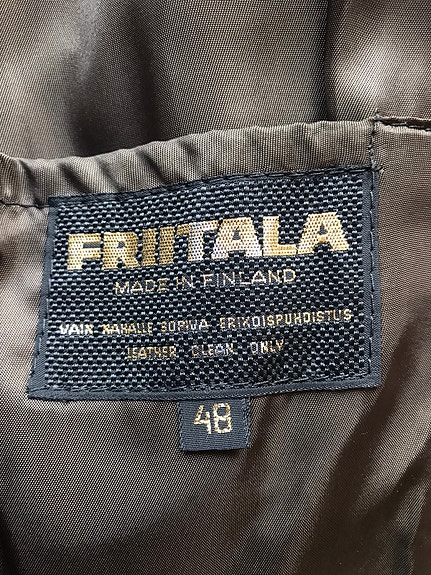 FRIITALA
MADE IN FINLAND
VAIN NAHALLE SOPIVA ERIKOISPUHDISTUS
LEATHER CLEAN ONLY
48